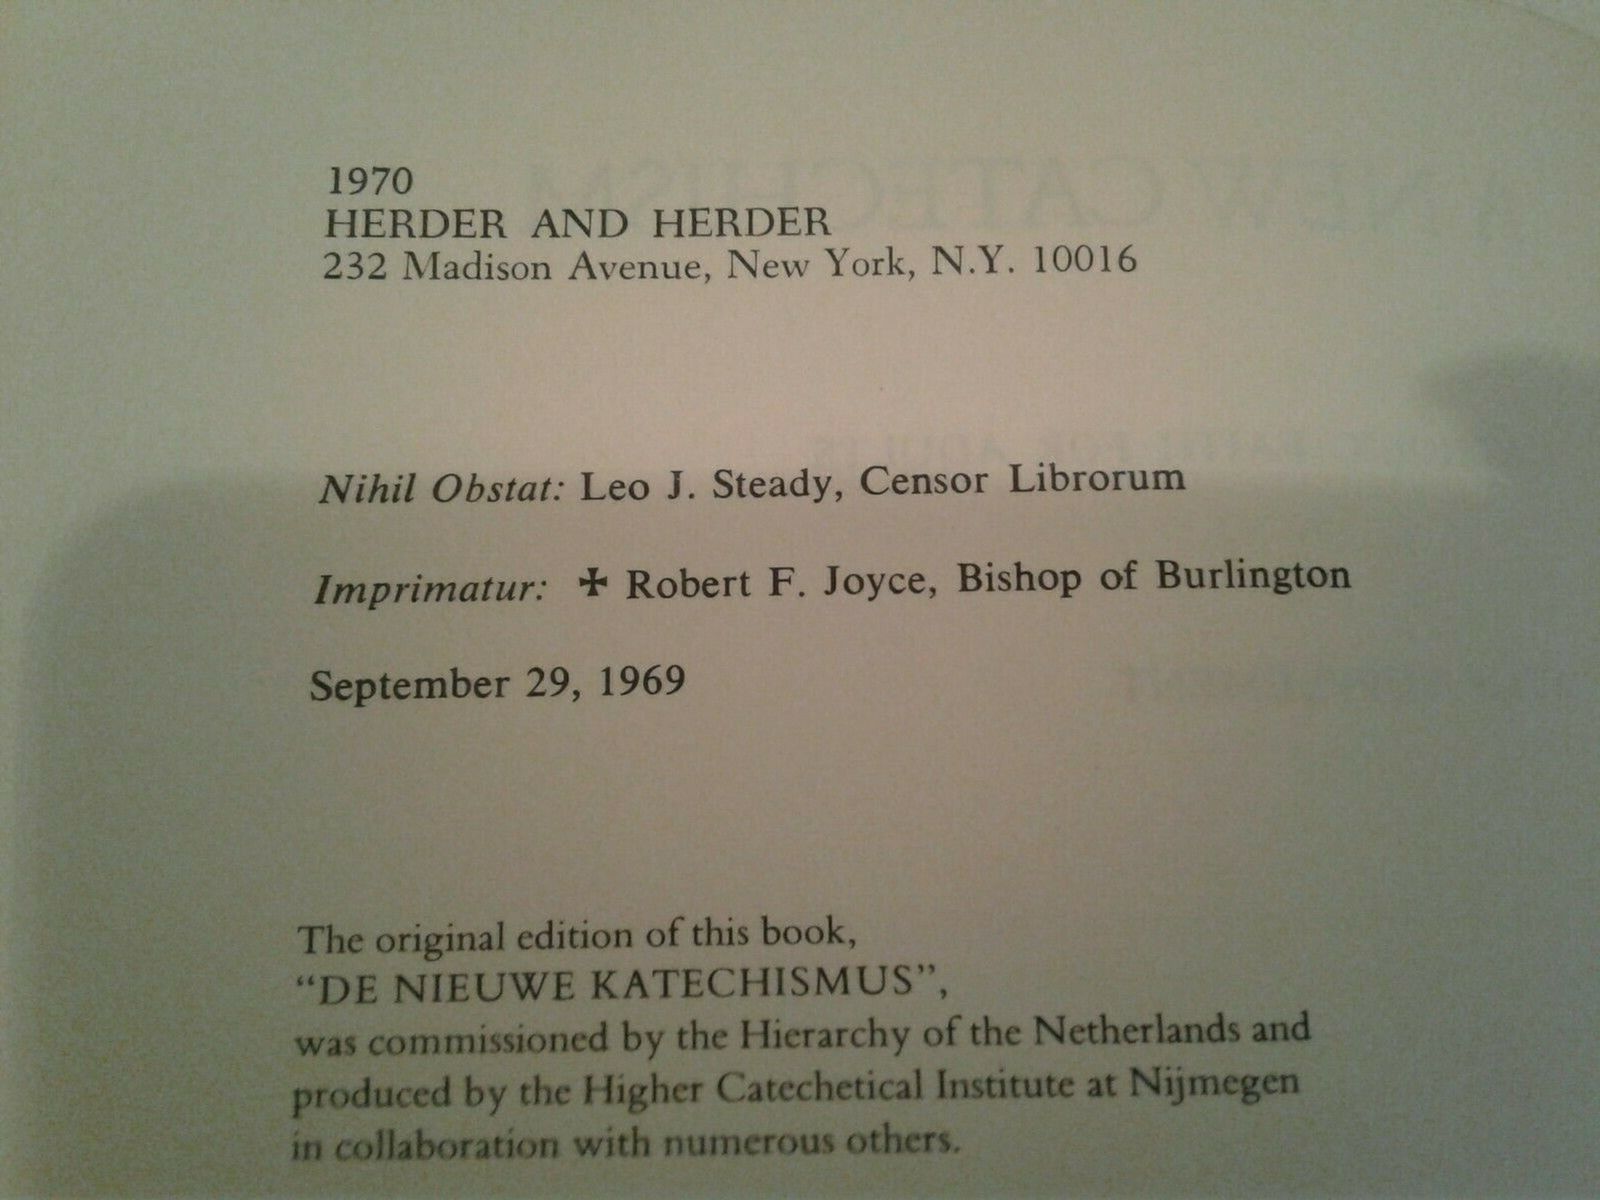 1970
HERDER AND HERDER
232 Madison Avenue, New York, N.Y. 10016
Nihil Obstat: Leo J. Steady, Censor Librorum
Imprimatur: ✠ Robert F. Joyce, Bishop of Burlington
September 29, 1969
The original edition of this book,
"DE NIEUWE KATECHISMUS",
was commissioned by the Hierarchy of the Netherlands and
produced by the Higher Catechetical Institute at Nijmegen
in collaboration with numerous others.